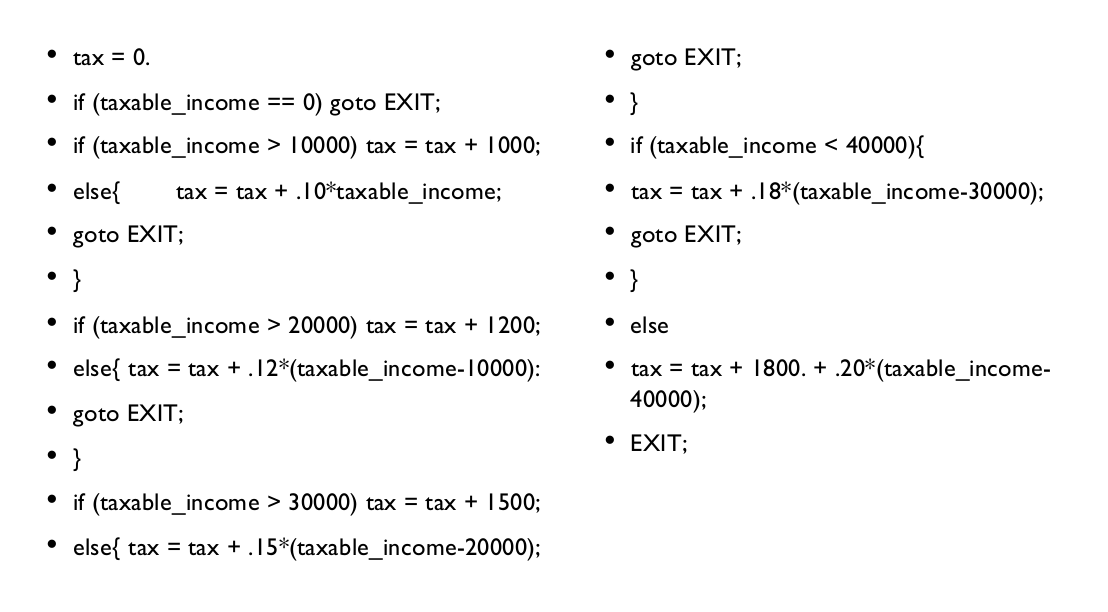 • tax = 0.
• if (taxable_income == 0) goto EXIT;
• if (taxable_income > 10000) tax = tax + 1000;
• else{ tax = tax + .10*taxable_income;
• goto EXIT;
• }
• if (taxable_income > 20000) tax = tax + 1200;
• else{ tax = tax + .12*(taxable_income-10000):
• goto EXIT;
• }
• if (taxable_income > 30000) tax = tax + 1500;
• else{ tax = tax + .15*(taxable_income-20000);
• goto EXIT;
• }
• if (taxable_income < 40000){
• tax = tax + .18*(taxable_income-30000);
• goto EXIT;
• }
• else
• tax = tax + 1800. + .20*(taxable_income-
40000);
• EXIT;